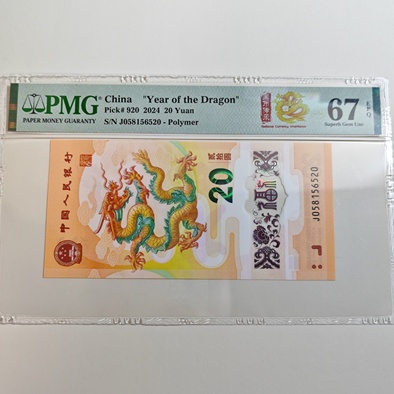 PMG
PAPER MONEY GUARANTY
China "Year of the Dragon"
Pick# 920 2024 20 Yuan
S/N J058156520 - Polymer
67
EPQ
Superb Gem Unc
中国人民银行
20
贰拾圆
J058156520